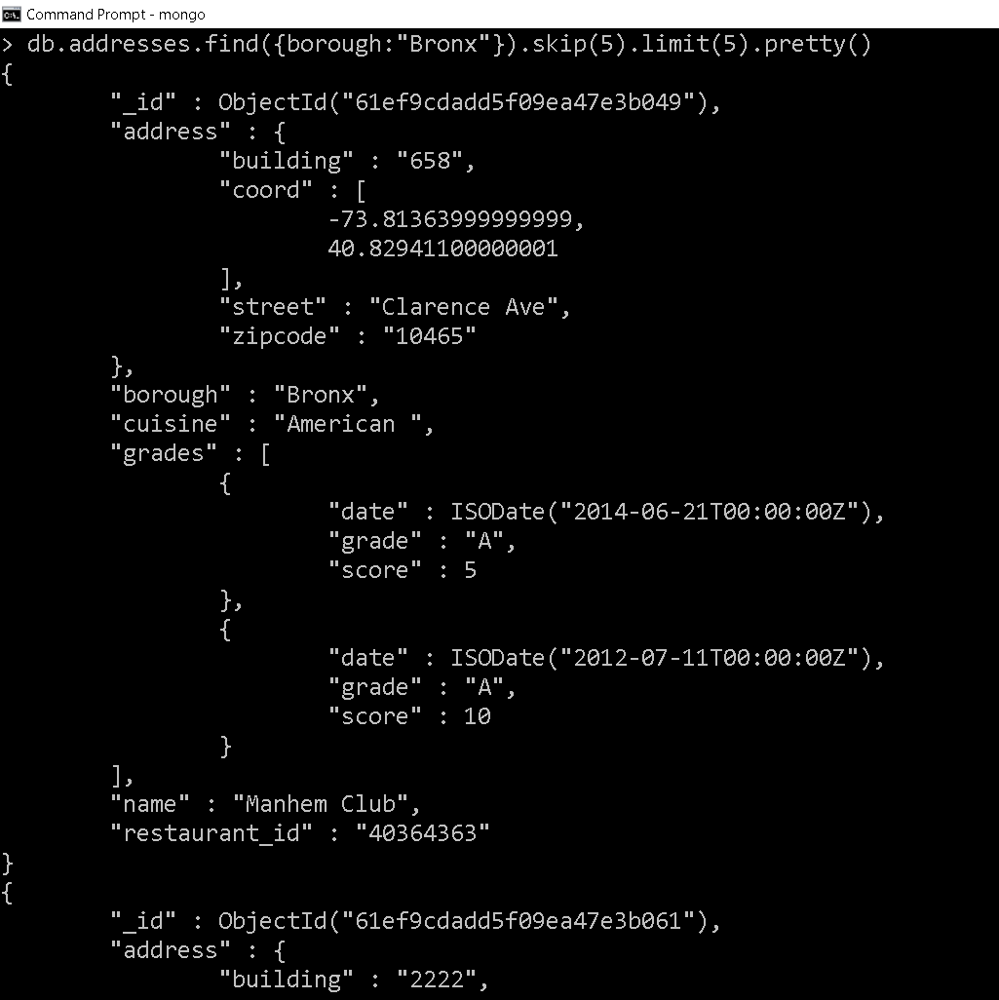 Command Prompt - mongo
> db.addresses.find({borough:"Bronx"}).skip(5).limit(5).pretty()
{
        "_id" : ObjectId("61ef9cdadd5f09ea47e3b049"),
        "address" : {
                "building" : "658",
                "coord" : [
                        -73.81363999999999,
                        40.82941100000001
                ],
                "street" : "Clarence Ave",
                "zipcode" : "10465"
        },
        "borough" : "Bronx",
        "cuisine" : "American ",
        "grades" : [
                {
                        "date" : ISODate("2014-06-21T00:00:00Z"),
                        "grade" : "A",
                        "score" : 5
                },
                {
                        "date" : ISODate("2012-07-11T00:00:00Z"),
                        "grade" : "A",
                        "score" : 10
                }
        ],
        "name" : "Manhem Club",
        "restaurant_id" : "40364363"
}
{
        "_id" : ObjectId("61ef9cdadd5f09ea47e3b061"),
        "address" : {
                "building" : "2222",